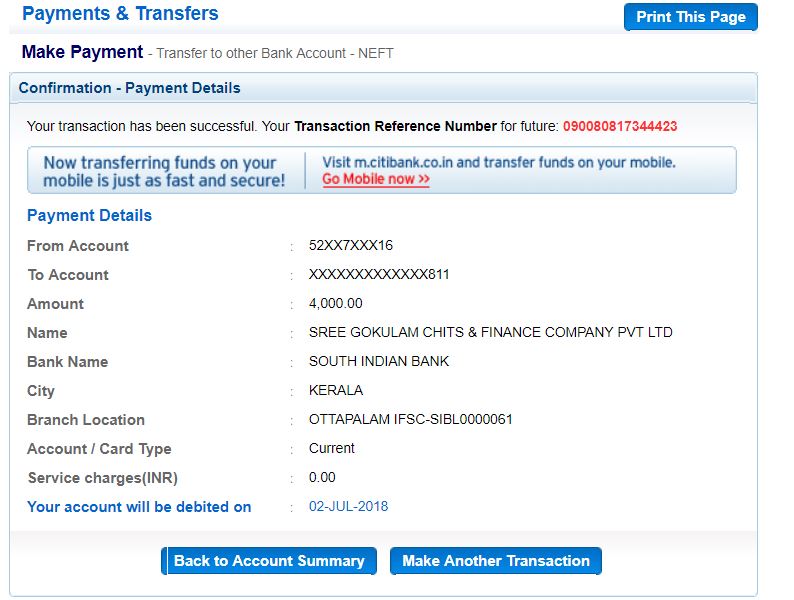 Payments & Transfers
Print This Page
Make Payment - Transfer to other Bank Account - NEFT
Confirmation - Payment Details
Your transaction has been successful. Your Transaction Reference Number for future: 090080817344423
Now transferring funds on your
mobile is just as fast and secure!
Visit m.citibank.co.in and transfer funds on your mobile.
Go Mobile now >>
Payment Details
From Account : 52XX7XXX16
To Account : XXXXXXXXXXXXX811
Amount : 4,000.00
Name : SREE GOKULAM CHITS & FINANCE COMPANY PVT LTD
Bank Name : SOUTH INDIAN BANK
City : KERALA
Branch Location : OTTAPALAM IFSC-SIBL0000061
Account / Card Type : Current
Service charges(INR) : 0.00
Your account will be debited on : 02-JUL-2018
Back to Account Summary
Make Another Transaction